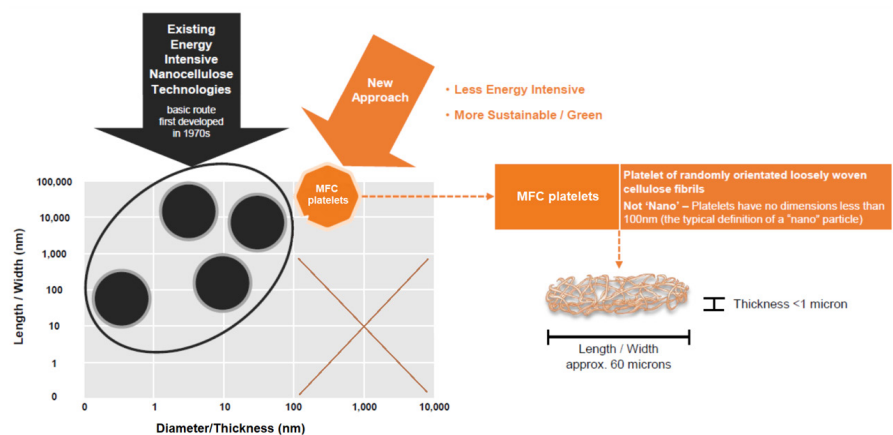 Existing
Energy
Intensive
Nanocellulose
Technologies
basic route
first developed
in 1970s
New
Approach
• Less Energy Intensive
• More Sustainable / Green
MFC
platelets
MFC platelets
Platelet of randomly orientated loosely woven
cellulose fibrils
Not ‘Nano’ – Platelets have no dimensions less than
100nm (the typical definition of a “nano” particle)
Thickness <1 micron
Length / Width
approx. 60 microns
Length / Width (nm)
100,000
10,000
1,000
100
10
1
0
0
1
10
100
1,000
10,000
Diameter/Thickness (nm)